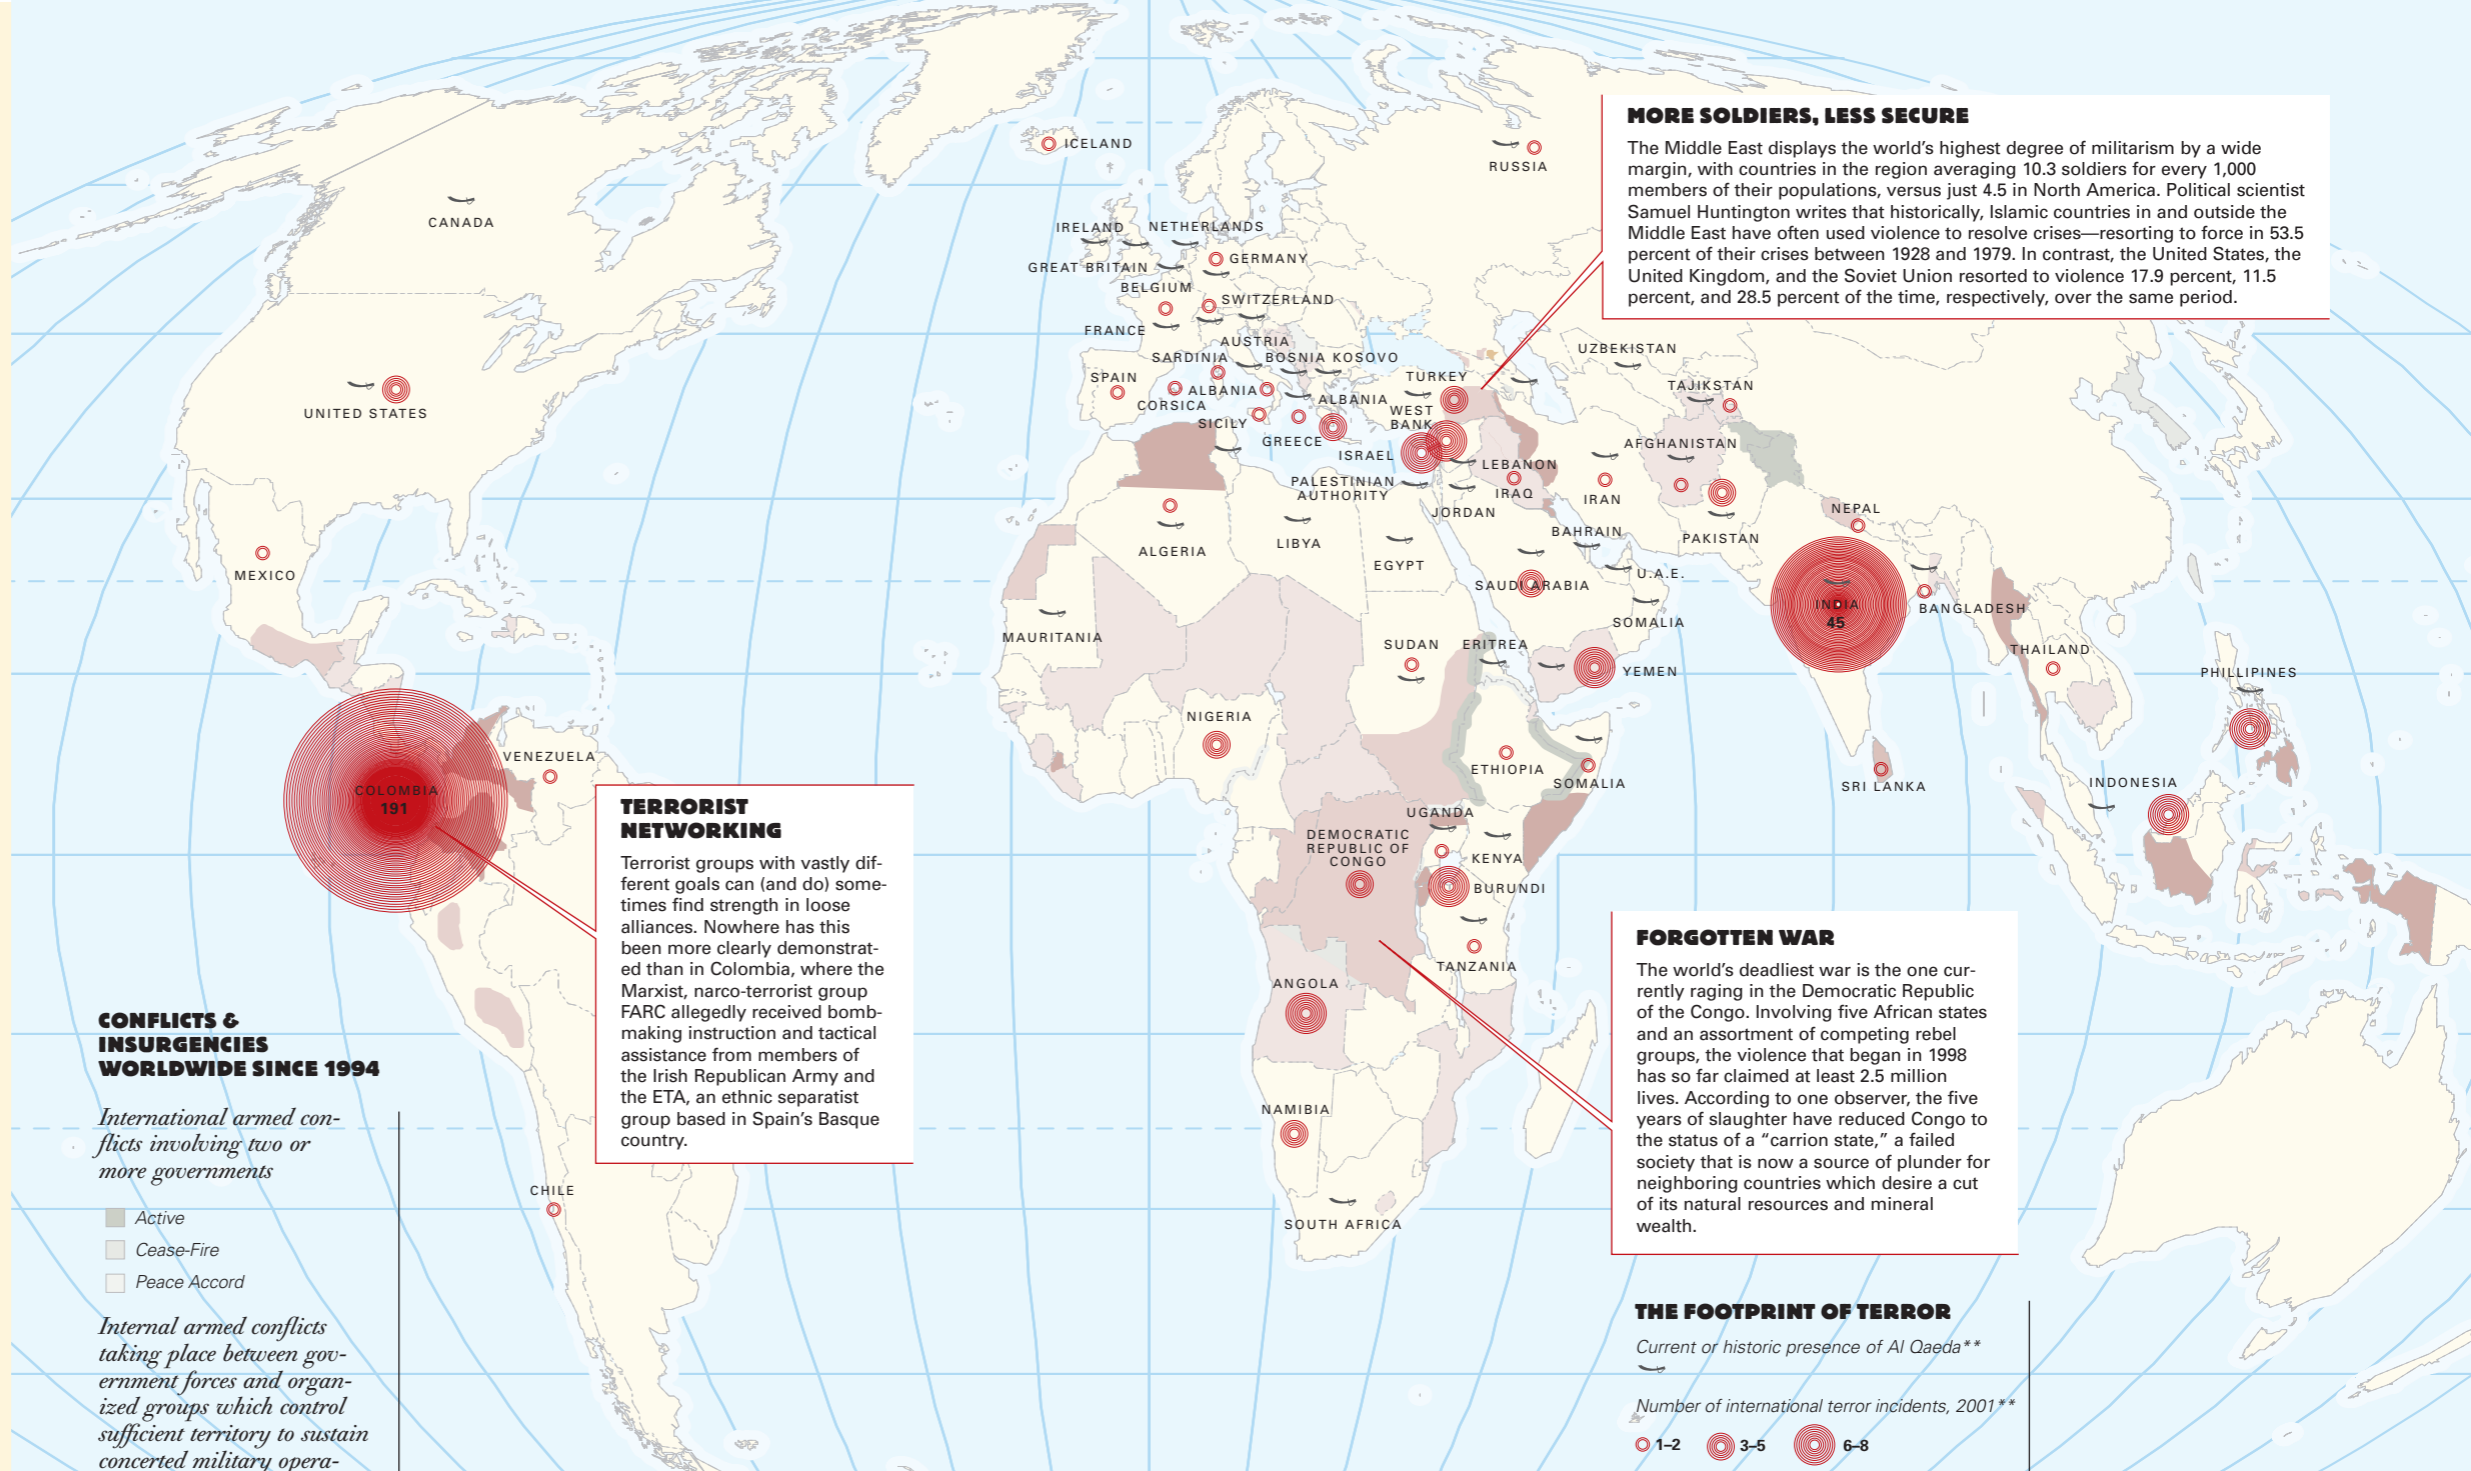 MORE SOLDIERS, LESS SECURE
The Middle East displays the world's highest degree of militarism by a wide
margin, with countries in the region averaging 10.3 soldiers for every 1,000
members of their populations, versus just 4.5 in North America. Political scientist
Samuel Huntington writes that historically, Islamic countries in and outside the
Middle East have often used violence to resolve crises—resorting to force in 53.5
percent of their crises between 1928 and 1979. In contrast, the United States, the
United Kingdom, and the Soviet Union resorted to violence 17.9 percent, 11.5
percent, and 28.5 percent of the time, respectively, over the same period.
ICELAND
RUSSIA
CANADA
IRELAND
NETHERLANDS
GREAT BRITAIN
GERMANY
BELGIUM
SWITZERLAND
FRANCE
AUSTRIA
SARDINIA
BOSNIA
KOSOVO
UZBEKISTAN
SPAIN
TURKEY
TAJIKSTAN
ALBANIA
CORSICA
ALBANIA
UNITED STATES
WEST
BANK
SICILY
GREECE
ISRAEL
AFGHANISTAN
LEBANON
PALESTINIAN
AUTHORITY
IRAQ
IRAN
JORDAN
NEPAL
BAHRAIN
PAKISTAN
ALGERIA
LIBYA
EGYPT
MEXICO
SAUDI ARABIA
U.A.E.
INDIA
45
BANGLADESH
SOMALIA
MAURITANIA
SUDAN
ERITREA
YEMEN
THAILAND
PHILLIPINES
NIGERIA
VENEZUELA
ETHIOPIA
SOMALIA
SRI LANKA
INDONESIA
COLOMBIA
191
UGANDA
DEMOCRATIC
REPUBLIC OF
CONGO
KENYA
BURUNDI
TANZANIA
ANGOLA
NAMIBIA
CHILE
SOUTH AFRICA
TERRORIST
NETWORKING
Terrorist groups with vastly dif-
ferent goals can (and do) some-
times find strength in loose
alliances. Nowhere has this
been more clearly demonstrat-
ed than in Colombia, where the
Marxist, narco-terrorist group
FARC allegedly received bomb-
making instruction and tactical
assistance from members of
the Irish Republican Army and
the ETA, an ethnic separatist
group based in Spain's Basque
country.
FORGOTTEN WAR
The world's deadliest war is the one cur-
rently raging in the Democratic Republic
of the Congo. Involving five African states
and an assortment of competing rebel
groups, the violence that began in 1998
has so far claimed at least 2.5 million
lives. According to one observer, the five
years of slaughter have reduced Congo to
the status of a "carrion state," a failed
society that is now a source of plunder for
neighboring countries which desire a cut
of its natural resources and mineral
wealth.
CONFLICTS &
INSURGENCIES
WORLDWIDE SINCE 1994
International armed con-
flicts involving two or
more governments
Active
Cease-Fire
Peace Accord
Internal armed conflicts
taking place between gov-
ernment forces and organ-
ized groups which control
sufficient territory to sustain
concerted military opera-
THE FOOTPRINT OF TERROR
Current or historic presence of Al Qaeda**
Number of international terror incidents, 2001**
1–2
3–5
6–8